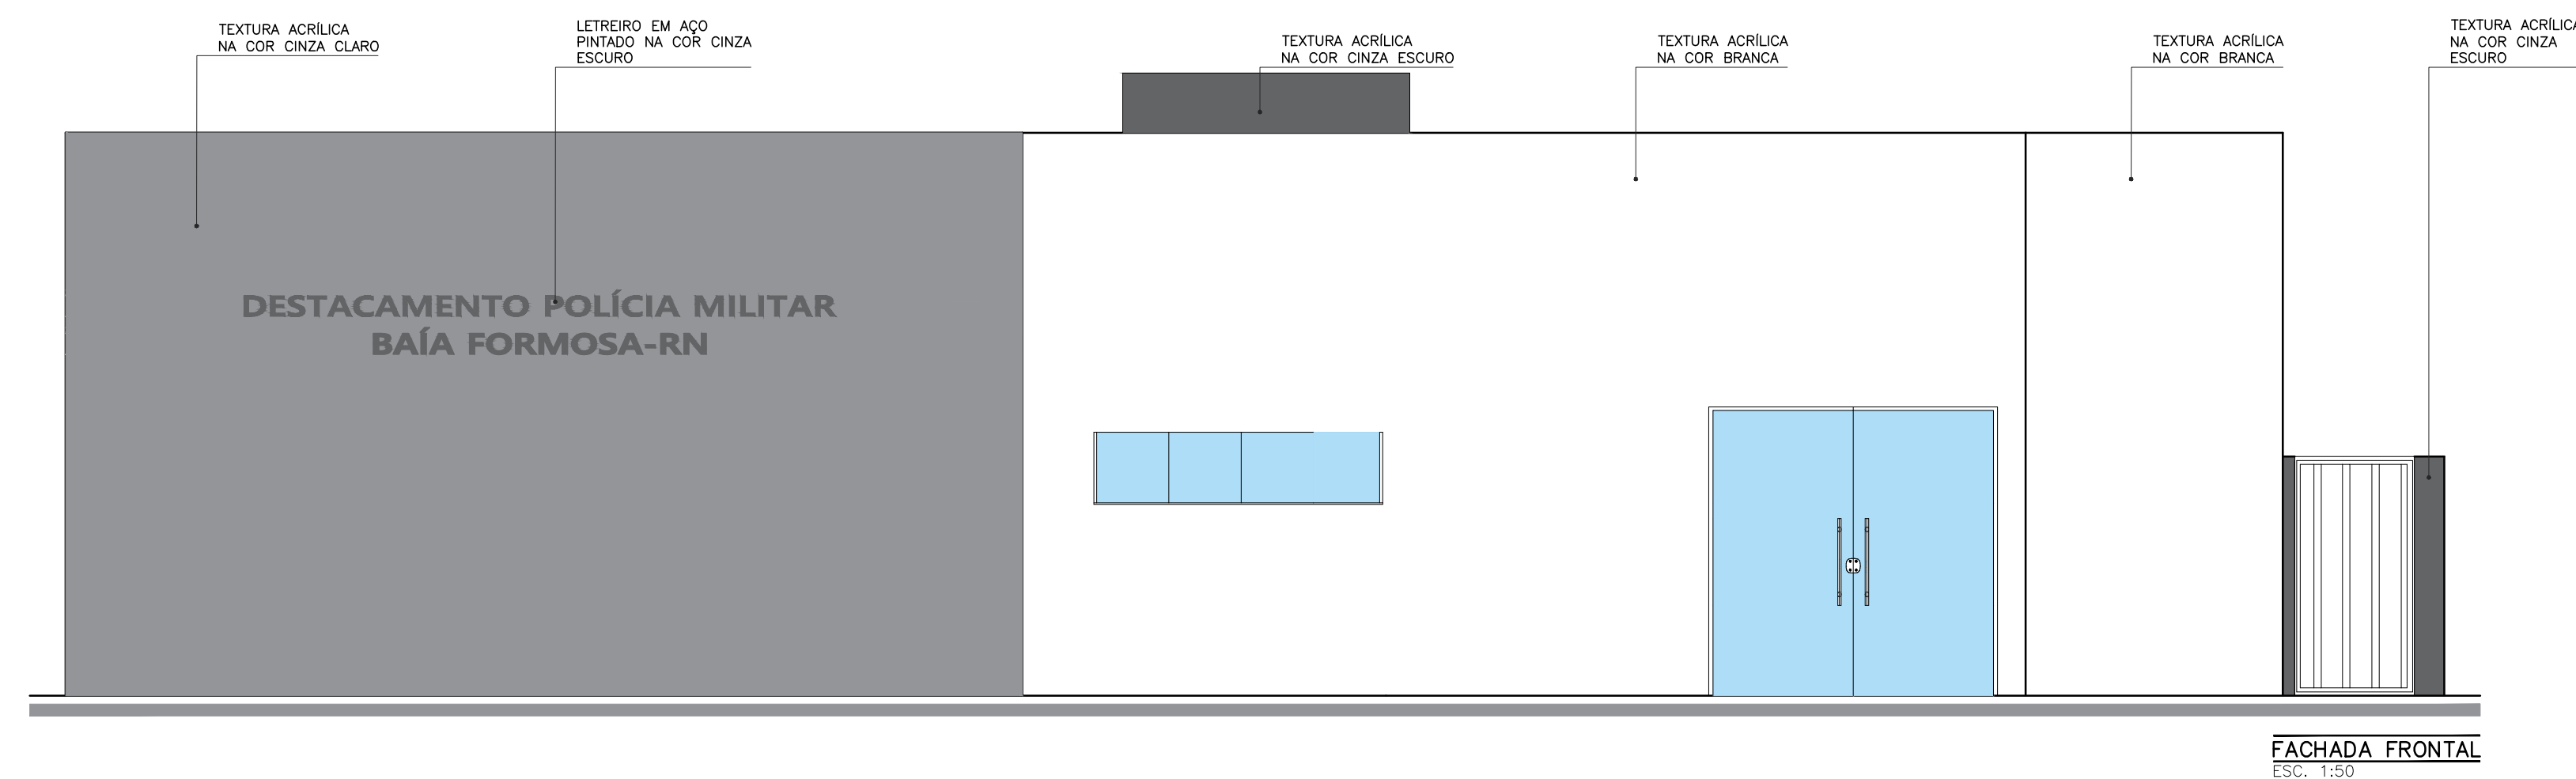 TEXTURA ACRÍLICA
NA COR CINZA CLARO
LETREIRO EM AÇO
PINTADO NA COR CINZA
ESCURO
TEXTURA ACRÍLICA
NA COR CINZA ESCURO
TEXTURA ACRÍLICA
NA COR BRANCA
TEXTURA ACRÍLICA
NA COR BRANCA
TEXTURA ACRÍLICA
NA COR CINZA
ESCURO
DESTACAMENTO POLÍCIA MILITAR
BAÍA FORMOSA-RN
FACHADA FRONTAL
ESC. 1:50